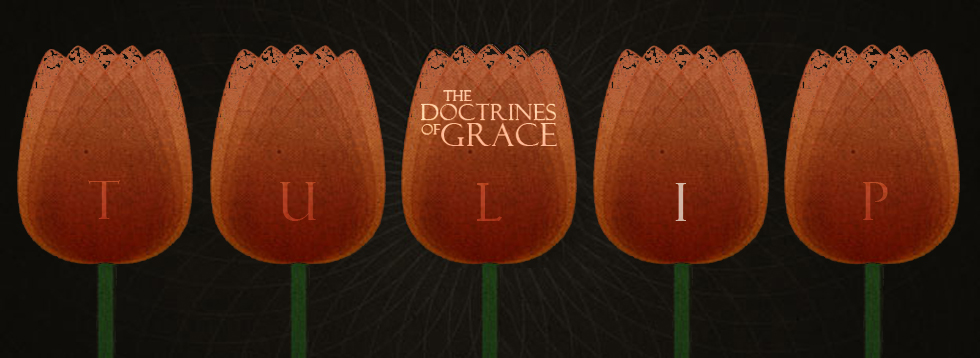 THE
DOCTRINES
OF GRACE
T U L I P